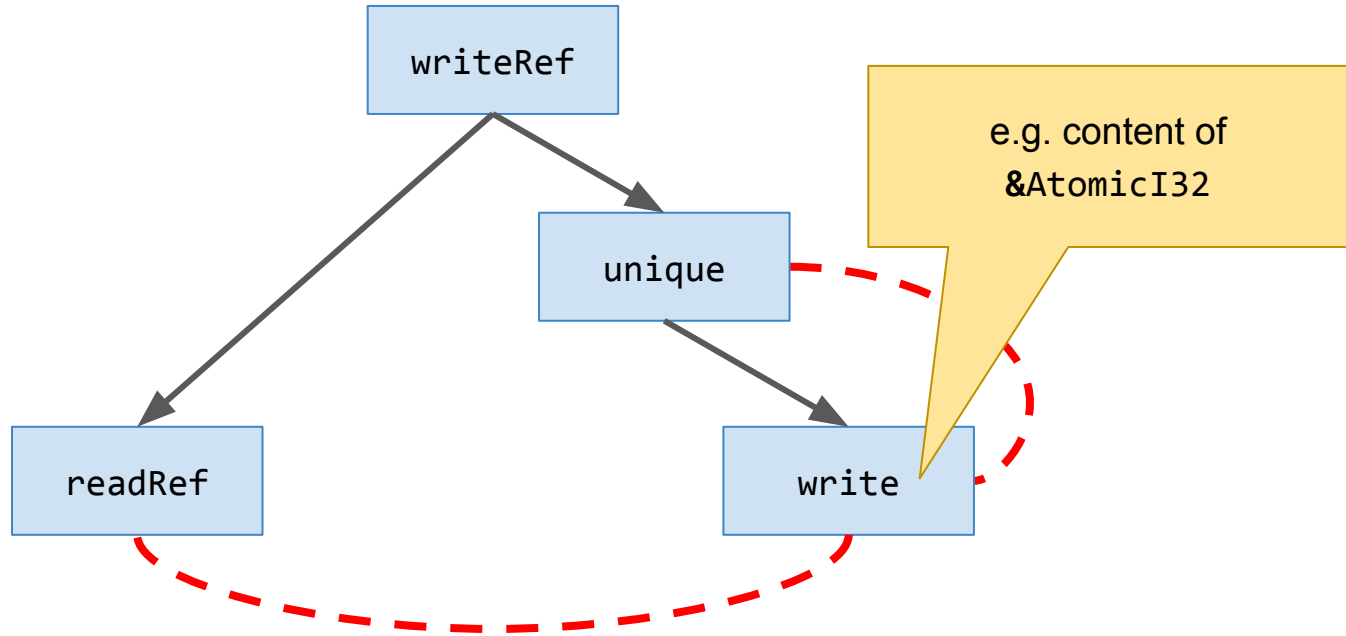 writeRef
e.g. content of
&AtomicI32
unique
readRef
write